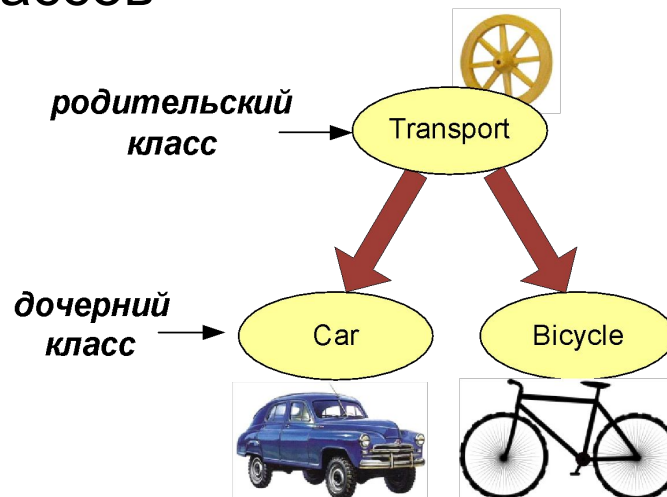 родительский
класс
Transport
дочерний
класс
Car
Bicycle